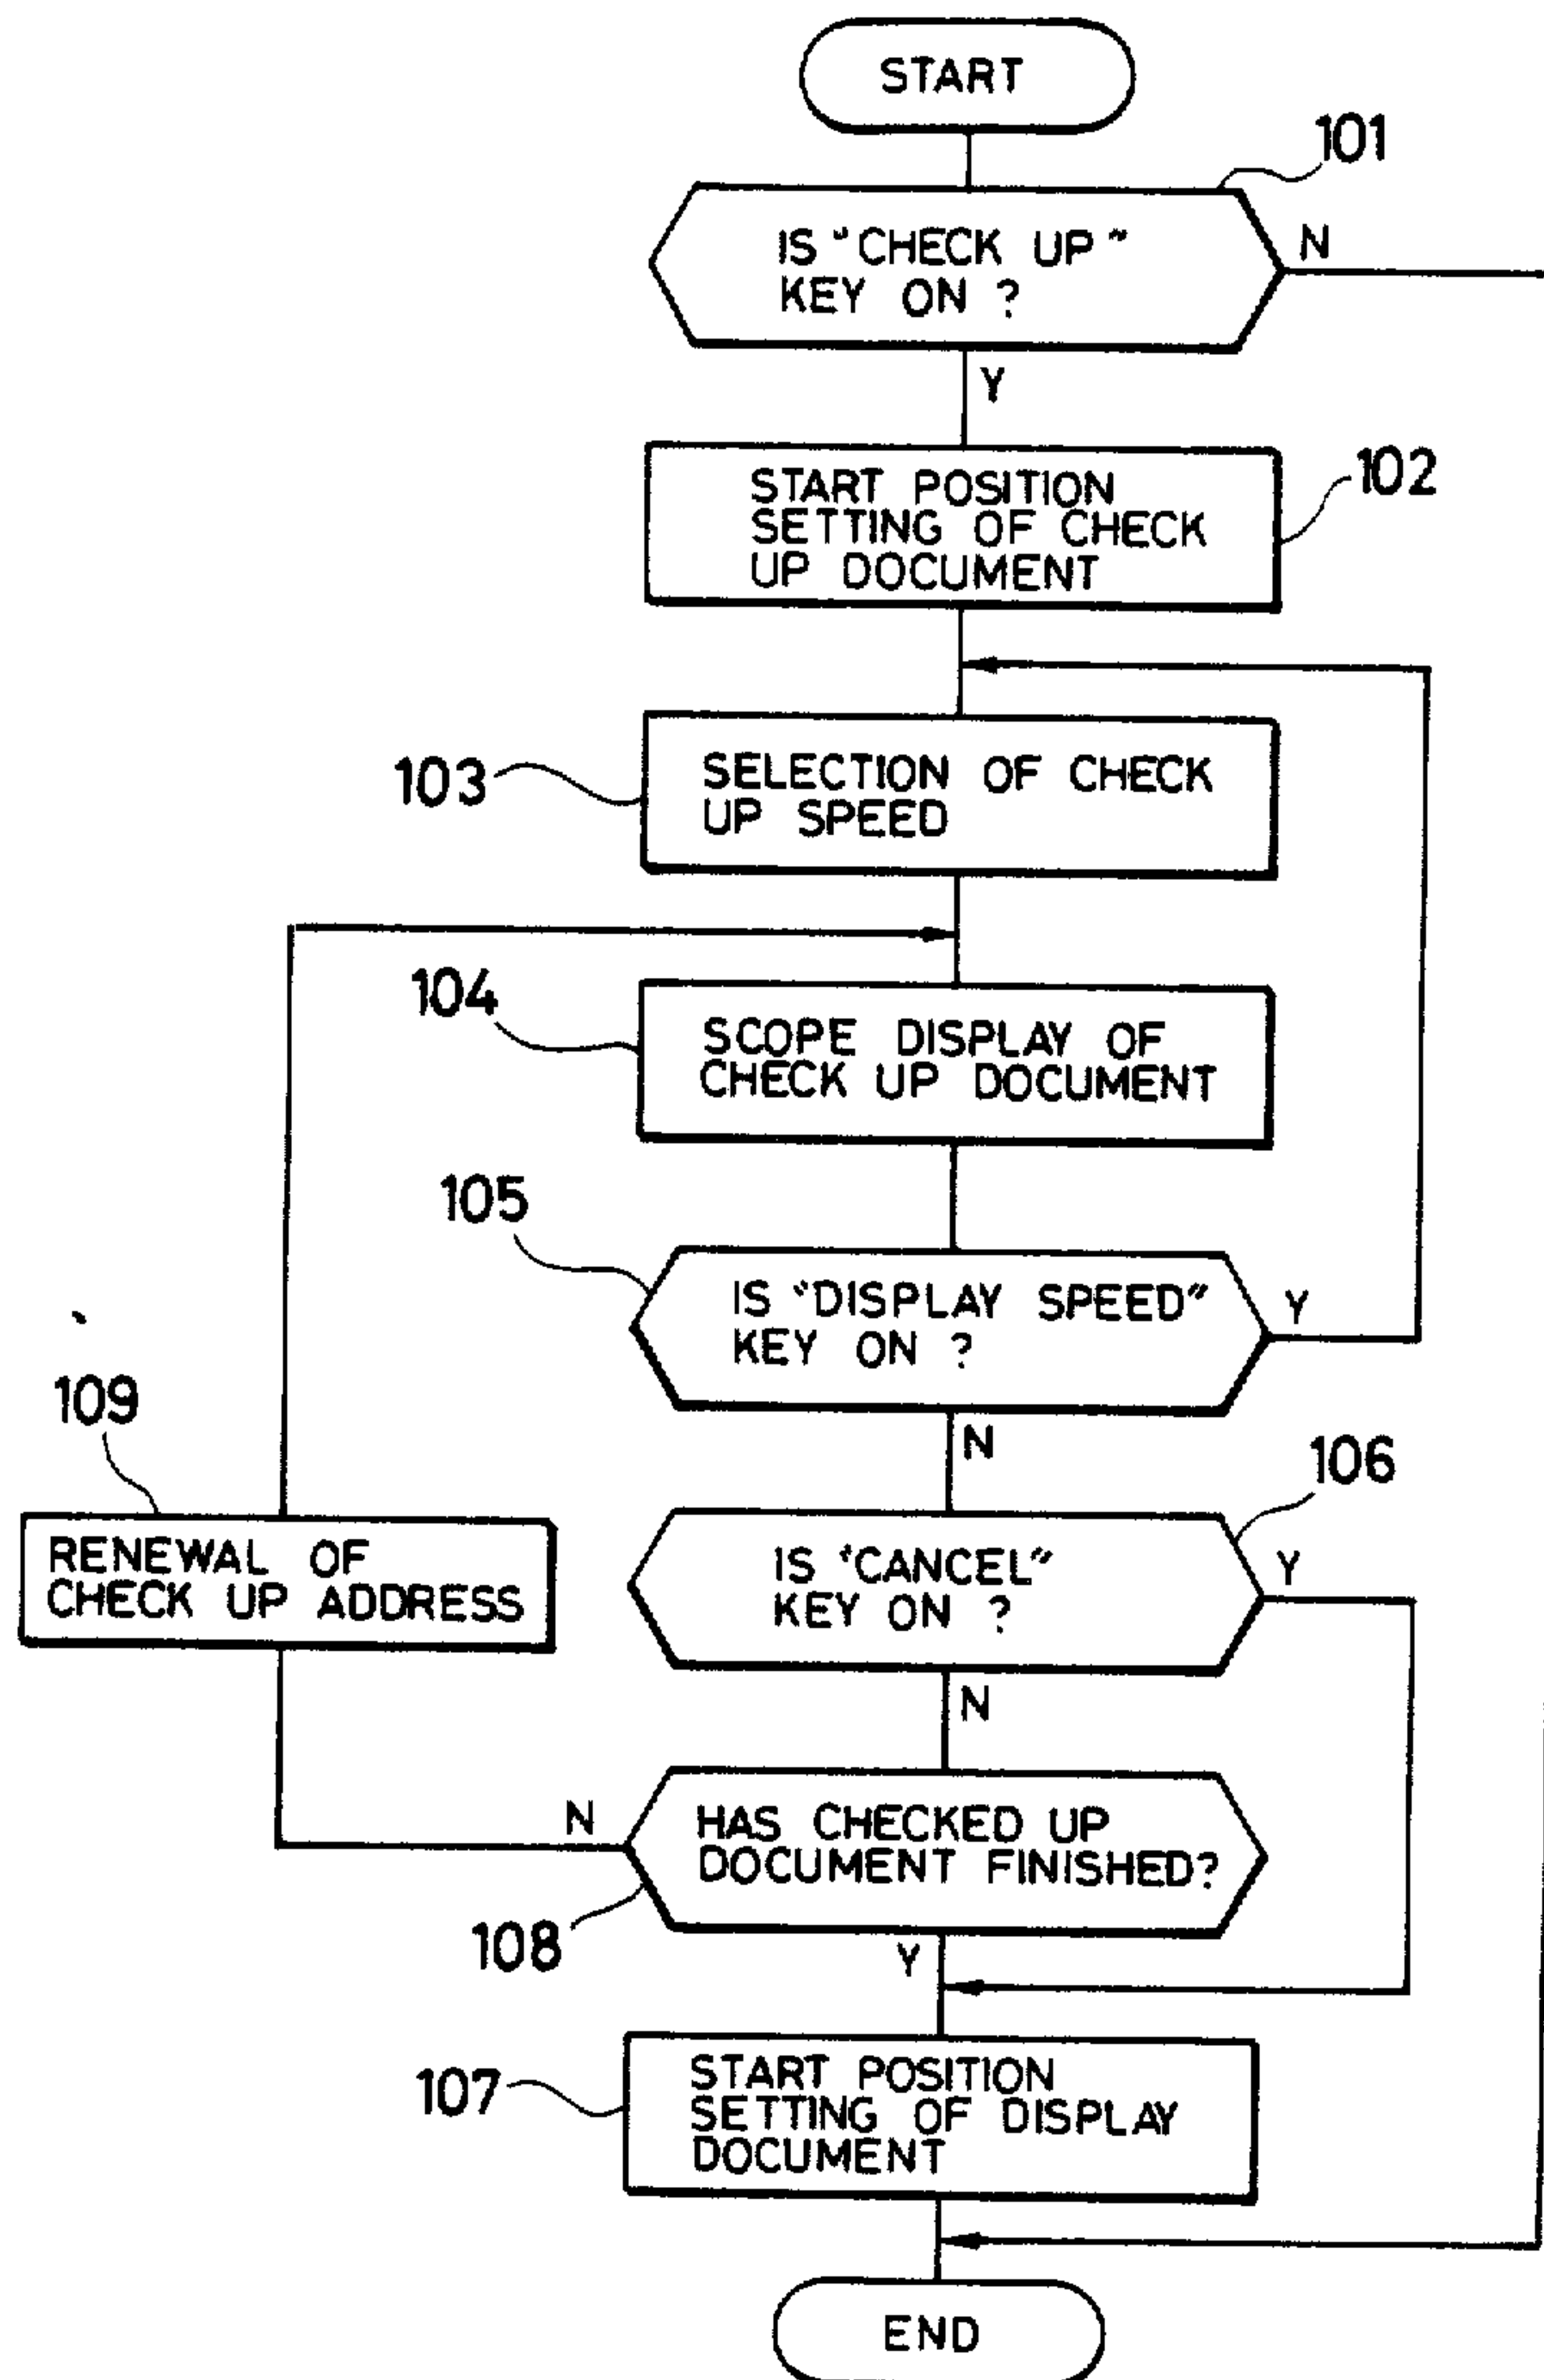 START
101
IS "CHECK UP"
KEY ON ?
N
Y
START POSITION
SETTING OF CHECK
UP DOCUMENT
102
103
SELECTION OF CHECK
UP SPEED
104
SCOPE DISPLAY OF
CHECK UP DOCUMENT
105
IS "DISPLAY SPEED"
KEY ON ?
Y
N
109
RENEWAL OF
CHECK UP ADDRESS
106
IS "CANCEL"
KEY ON ?
Y
N
N
HAS CHECKED UP
DOCUMENT FINISHED?
108
Y
107
START POSITION
SETTING OF DISPLAY
DOCUMENT
END